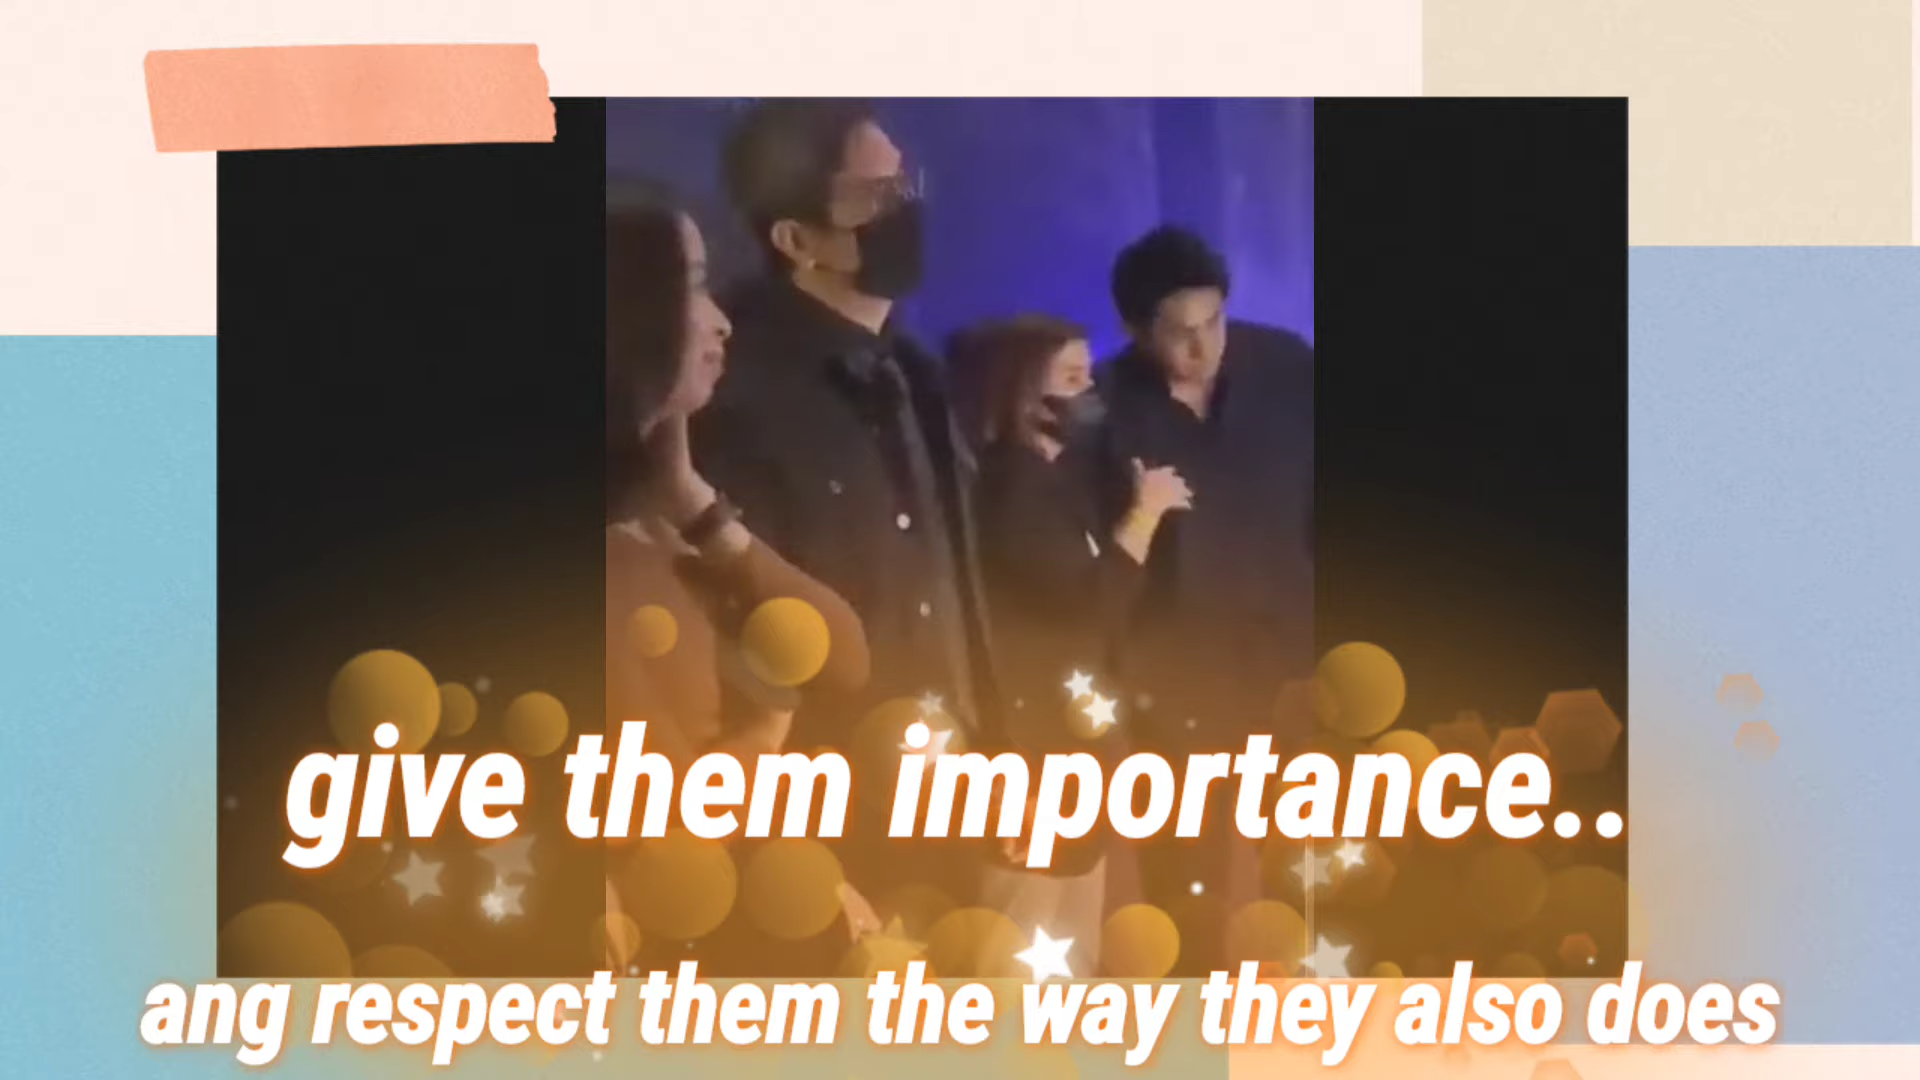 give them importance..
ang respect them the way they also does